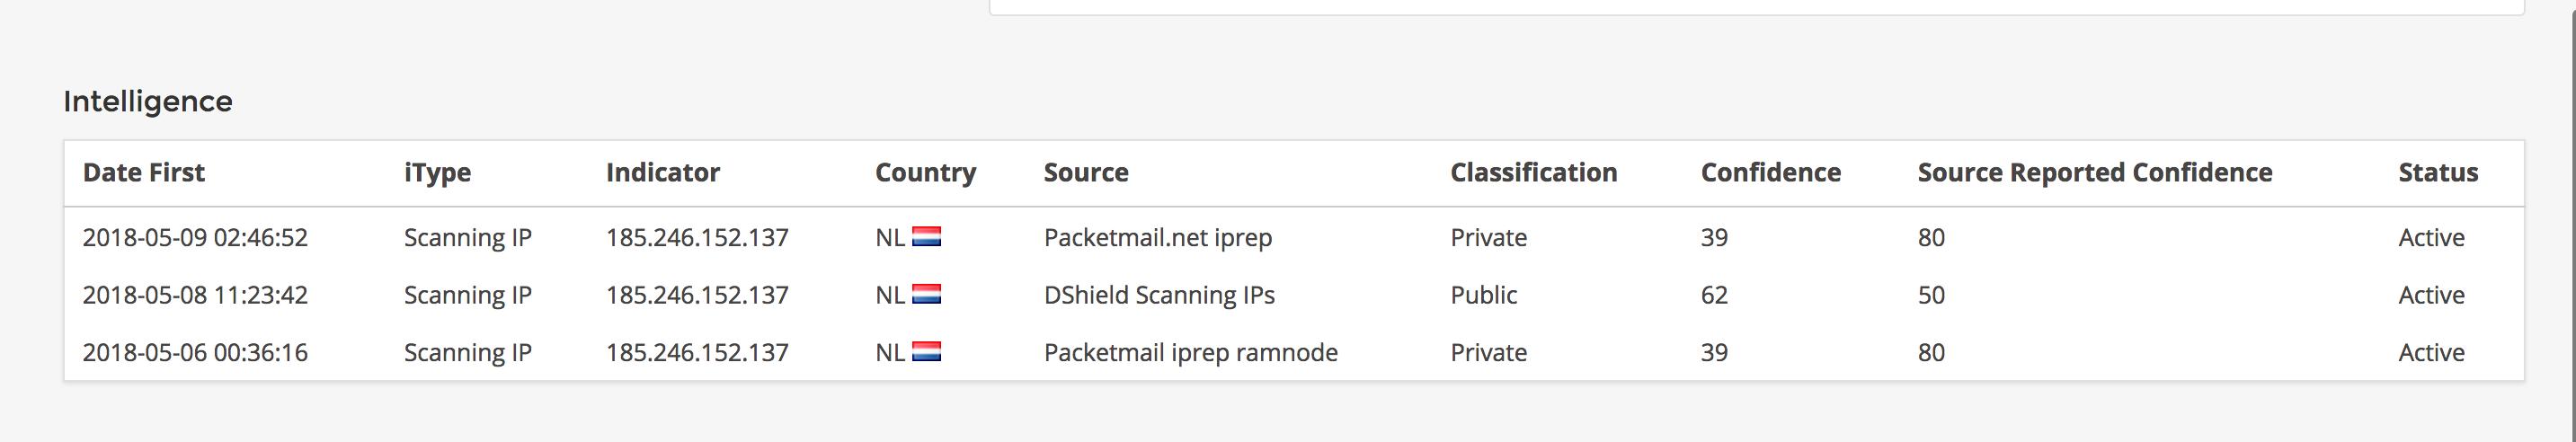 Intelligence
Date First iType Indicator Country Source Classification Confidence Source Reported Confidence Status
2018-05-09 02:46:52 Scanning IP 185.246.152.137 NL Packetmail.net iprep Private 39 80 Active
2018-05-08 11:23:42 Scanning IP 185.246.152.137 NL DShield Scanning IPs Public 62 50 Active
2018-05-06 00:36:16 Scanning IP 185.246.152.137 NL Packetmail iprep ramnode Private 39 80 Active